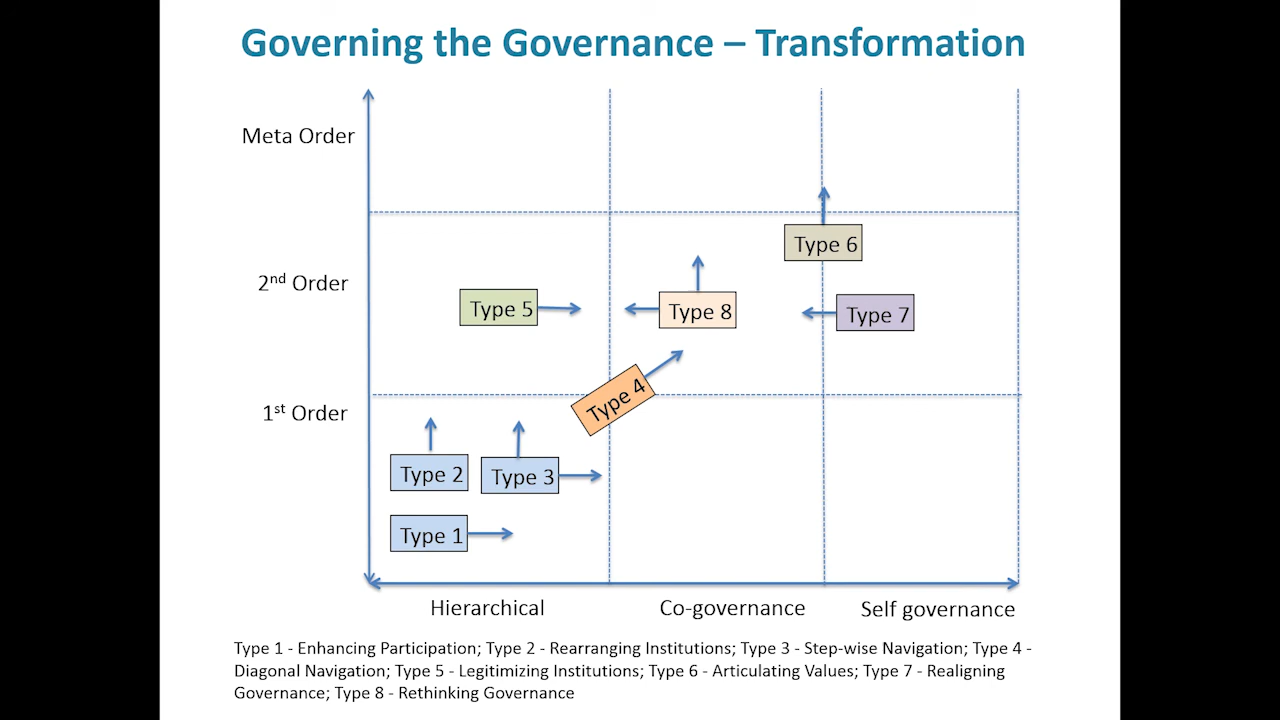 Governing the Governance – Transformation
Meta Order
Type 6
2nd Order
Type 5
Type 8
Type 7
Type 4
1st Order
Type 2
Type 3
Type 1
Hierarchical
Co-governance
Self governance
Type 1 - Enhancing Participation; Type 2 - Rearranging Institutions; Type 3 - Step-wise Navigation; Type 4 -
Diagonal Navigation; Type 5 - Legitimizing Institutions; Type 6 - Articulating Values; Type 7 - Realigning
Governance; Type 8 - Rethinking Governance